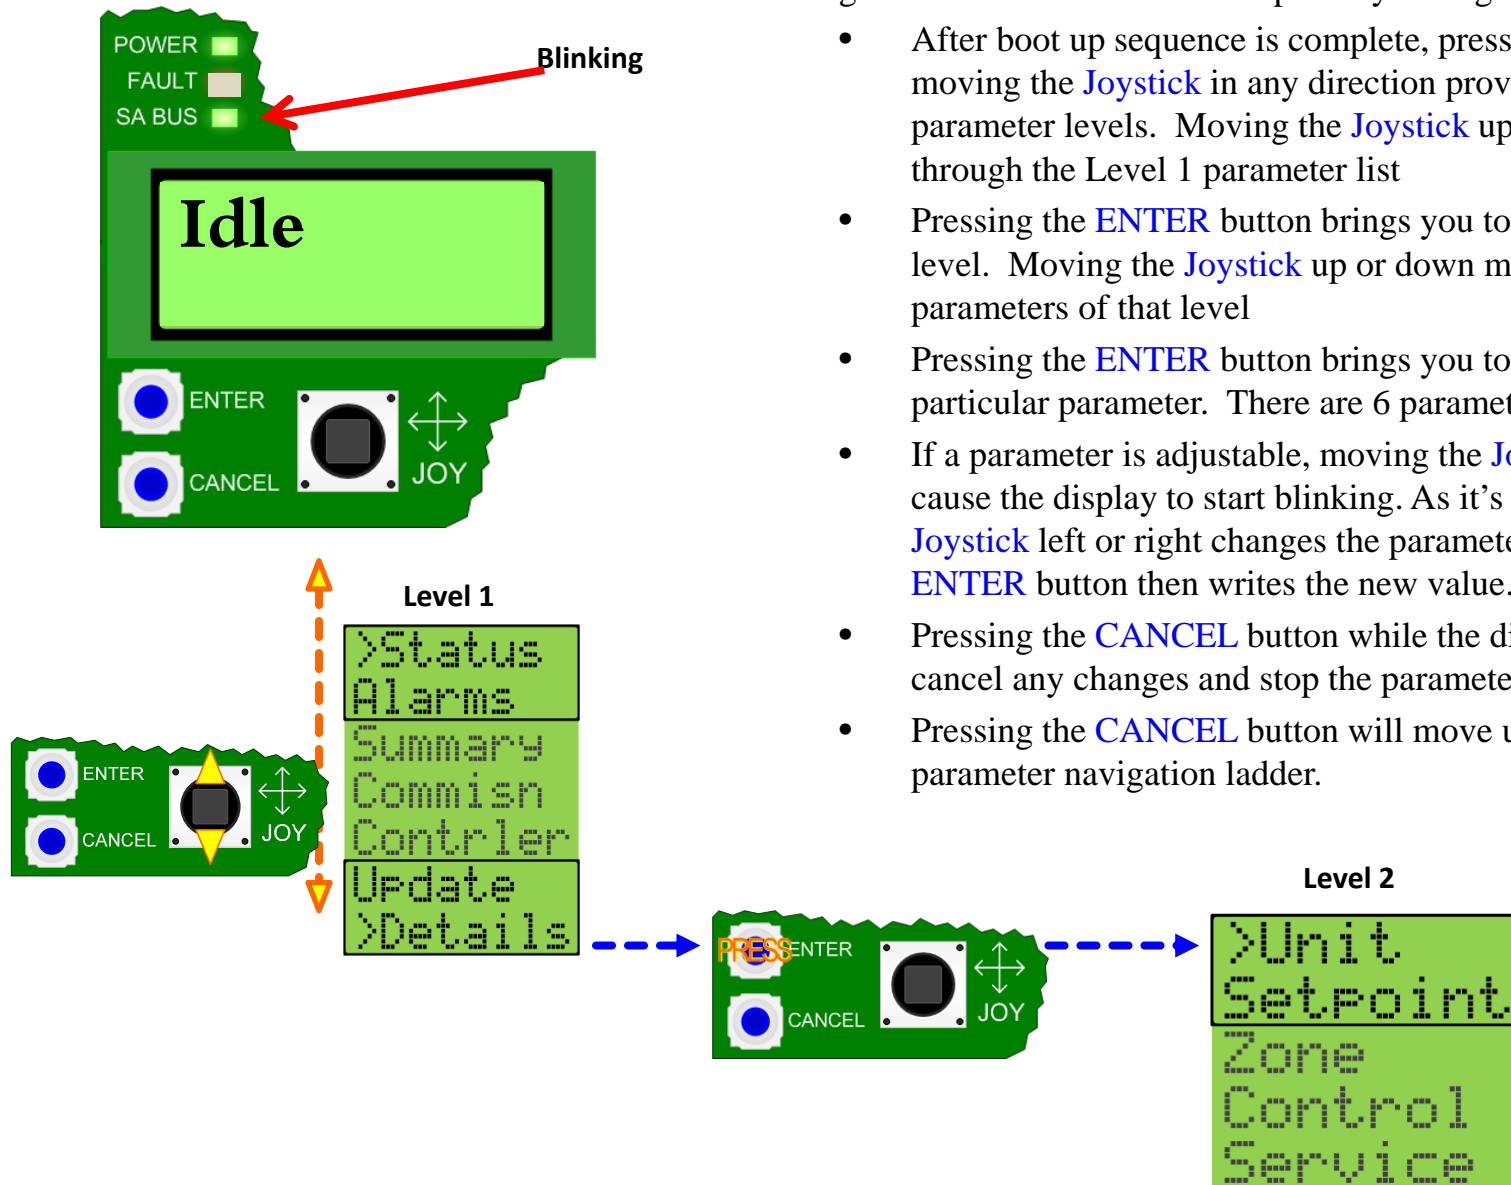 POWER
FAULT
SA BUS
Blinking
Idle
ENTER
CANCEL
JOY
• After boot up sequence is complete, press
moving the Joystick in any direction prov
parameter levels. Moving the Joystick up
through the Level 1 parameter list
• Pressing the ENTER button brings you to
level. Moving the Joystick up or down m
parameters of that level
• Pressing the ENTER button brings you to
particular parameter. There are 6 paramet
• If a parameter is adjustable, moving the Jo
cause the display to start blinking. As it’s
Joystick left or right changes the paramete
ENTER button then writes the new value.
• Pressing the CANCEL button while the di
cancel any changes and stop the paramete
• Pressing the CANCEL button will move u
parameter navigation ladder.
Level 1
>Status
Alarms
Summary
Commisn
Contrler
Update
>Details
ENTER
CANCEL
JOY
PRESS
ENTER
CANCEL
JOY
Level 2
>Unit
Setpoint
Zone
Control
Service